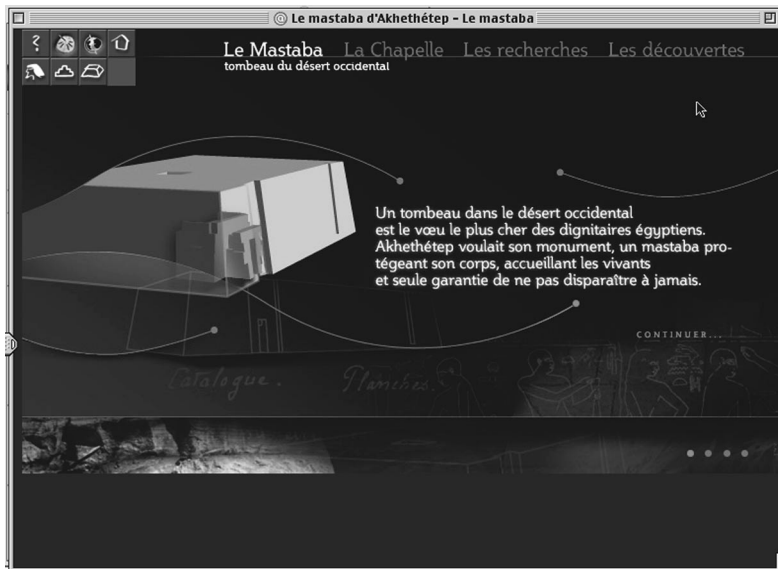 Le mastaba d'Akhethétep – Le mastaba
?
Le Mastaba La Chapelle Les recherches Les découvertes
tombeau du désert occidental
Un tombeau dans le désert occidental
est le vœu le plus cher des dignitaires égyptiens.
Akhethétep voulait son monument, un mastaba pro-
tégeant son corps, accueillant les vivants
et seule garantie de ne pas disparaître à jamais.
CONTINUER...
Catalogue. Planches.